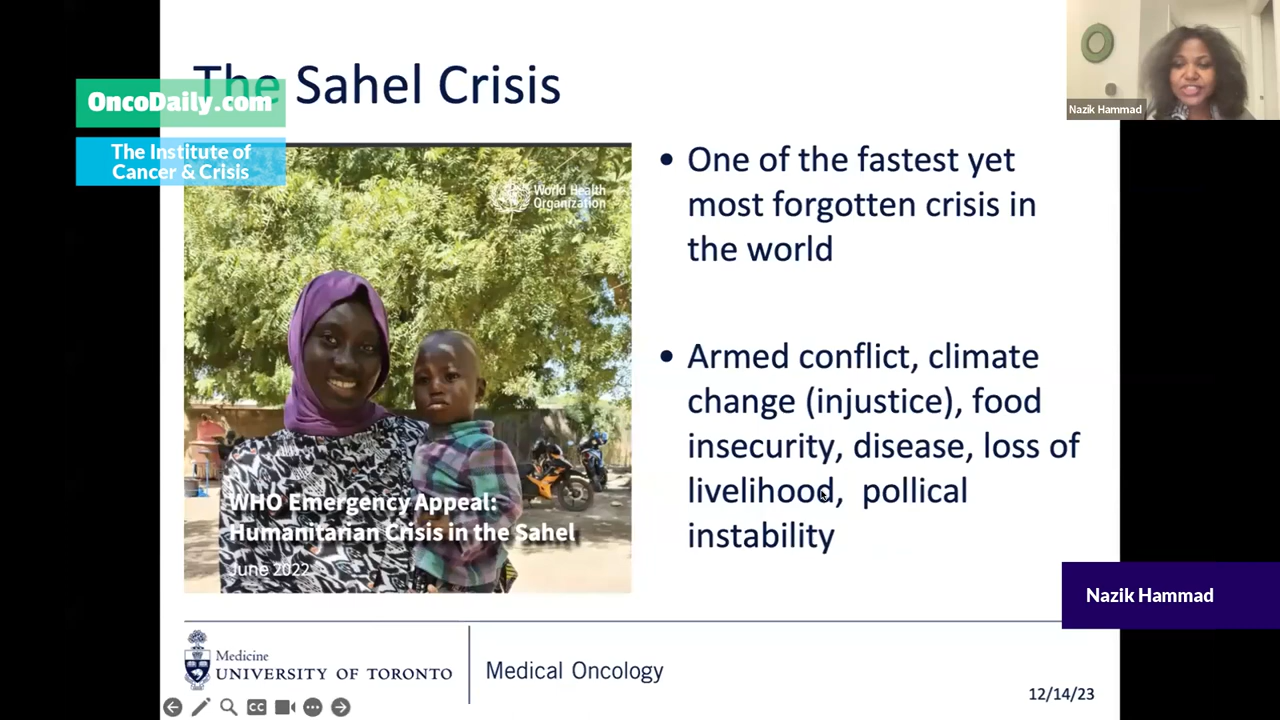 The Sahel Crisis
OncoDaily.com
The Institute of
Cancer & Crisis
Nazik Hammad
World Health
Organization
WHO Emergency Appeal:
Humanitarian Crisis in the Sahel
June 2022
• One of the fastest yet
most forgotten crisis in
the world
• Armed conflict, climate
change (injustice), food
insecurity, disease, loss of
livelihood, pollical
instability
Nazik Hammad
Medicine
UNIVERSITY OF TORONTO
Medical Oncology
12/14/23
CC